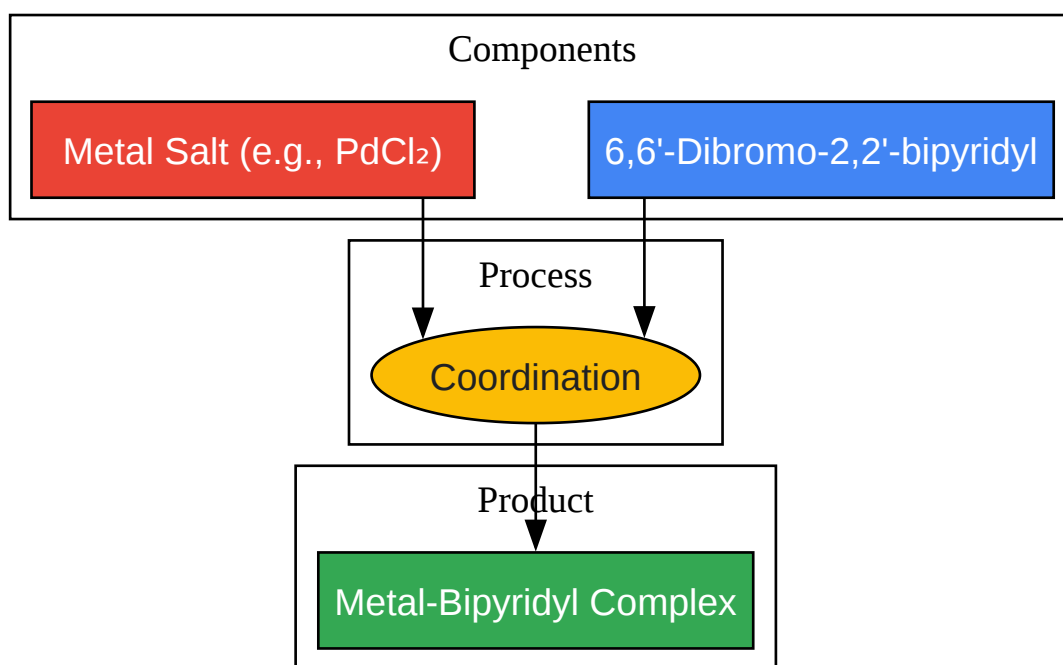 Components
Metal Salt (e.g., PdCl₂)
6,6'-Dibromo-2,2'-bipyridyl
Process
Coordination
Product
Metal-Bipyridyl Complex